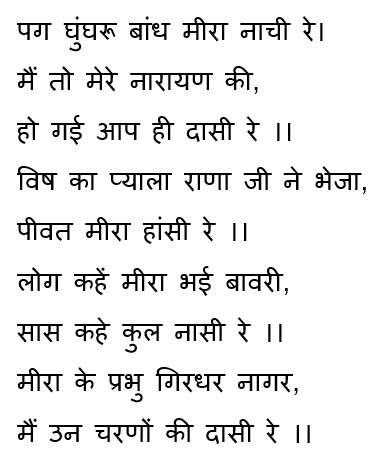 पग घुंघरू बांध मीरा नाची रे।
मैं तो मेरे नारायण की,
हो गई आप ही दासी रे ।।
विष का प्याला राणा जी ने भेजा,
पीवत मीरा हांसी रे ।।
लोग कहें मीरा भई बावरी,
सास कहे कुल नासी रे ।।
मीरा के प्रभु गिरधर नागर,
मैं उन चरणों की दासी रे ।।